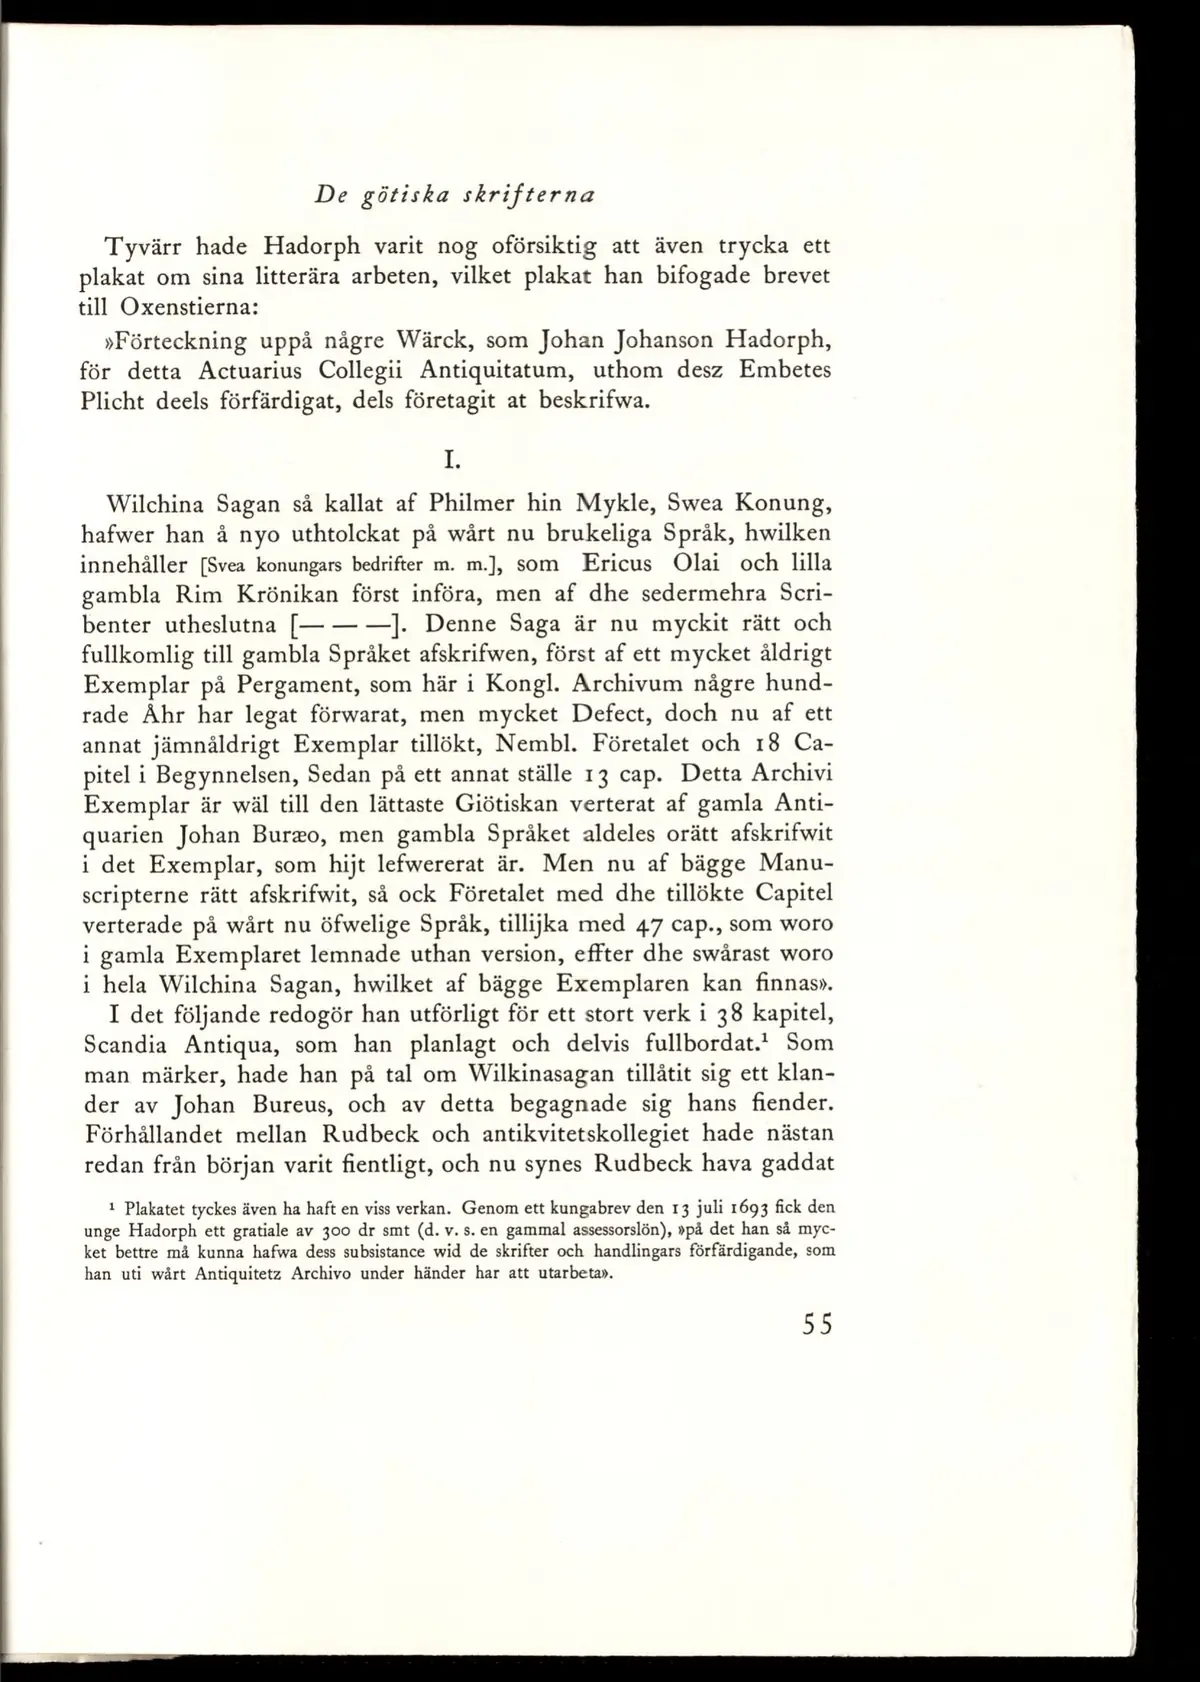 De götiska skrifterna
Tyvärr hade Hadorph varit nog oförsiktig att även trycka ett
plakat om sina litterära arbeten, vilket plakat han bifogade brevet
till Oxenstierna:
»Förteckning uppå någre Wärck, som Johan Johanson Hadorph,
för detta Actuarius Collegii Antiquitatum, uthom desz Embetes
Plicht deels förfärdigat, dels företagit at beskrifwa.
I.
Wilchina Sagan så kallat af Philmer hin Mykle, Swea Konung,
hafwer han å nyo uthtolckat på wårt nu brukeliga Språk, hwilken
innehåller [Svea konungars bedrifter m. m.], som Ericus Olai och lilla
gambla Rim Krönikan först införa, men af dhe sedermehra Scri-
benter utheslutna [— — —]. Denne Saga är nu myckit rätt och
fullkomlig till gambla Språket afskrifwen, först af ett mycket åldrigt
Exemplar på Pergament, som här i Kongl. Archivum någre hund-
rade Åhr har legat förwarat, men mycket Defect, doch nu af ett
annat jämnåldrigt Exemplar tillökt, Nembl. Företalet och 18 Ca-
pitel i Begynnelsen, Sedan på ett annat ställe 13 cap. Detta Archivi
Exemplar är wäl till den lättaste Giötiskan verterat af gamla Anti-
quarien Johan Buræo, men gambla Språket aldeles orätt afskrifwit
i det Exemplar, som hijt lefwererat är. Men nu af bägge Manu-
scripterne rätt afskrifwit, så ock Företalet med dhe tillökte Capitel
verterade på wårt nu öfwelige Språk, tillijka med 47 cap., som woro
i gamla Exemplaret lemnade uthan version, effter dhe swårast woro
i hela Wilchina Sagan, hwilket af bägge Exemplaren kan finnas».
I det följande redogör han utförligt för ett stort verk i 38 kapitel,
Scandia Antiqua, som han planlagt och delvis fullbordat.¹ Som
man märker, hade han på tal om Wilkinasagan tillåtit sig ett klan-
der av Johan Bureus, och av detta begagnade sig hans fiender.
Förhållandet mellan Rudbeck och antikvitetskollegiet hade nästan
redan från början varit fientligt, och nu synes Rudbeck hava gaddat
¹ Plakatet tyckes även ha haft en viss verkan. Genom ett kungabrev den 13 juli 1693 fick den
unge Hadorph ett gratiale av 300 dr smt (d. v. s. en gammal assessorslön), »på det han så myc-
ket bettre må kunna hafwa dess subsistance wid de skrifter och handlingars förfärdigande, som
han uti wårt Antiquitetz Archivo under händer har att utarbeta».
55